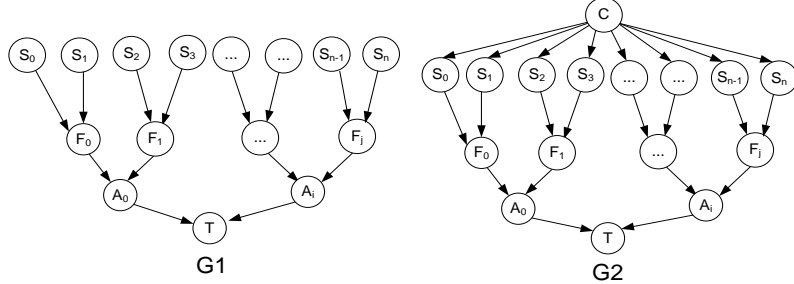 C
S0 S1 S2 S3 ... ... Sn-1 Sn
S0 S1 S2 S3 ... ... Sn-1 Sn
F0 F1 ... Fj
F0 F1 ... Fj
A0 Ai
A0 Ai
T
T
G1
G2